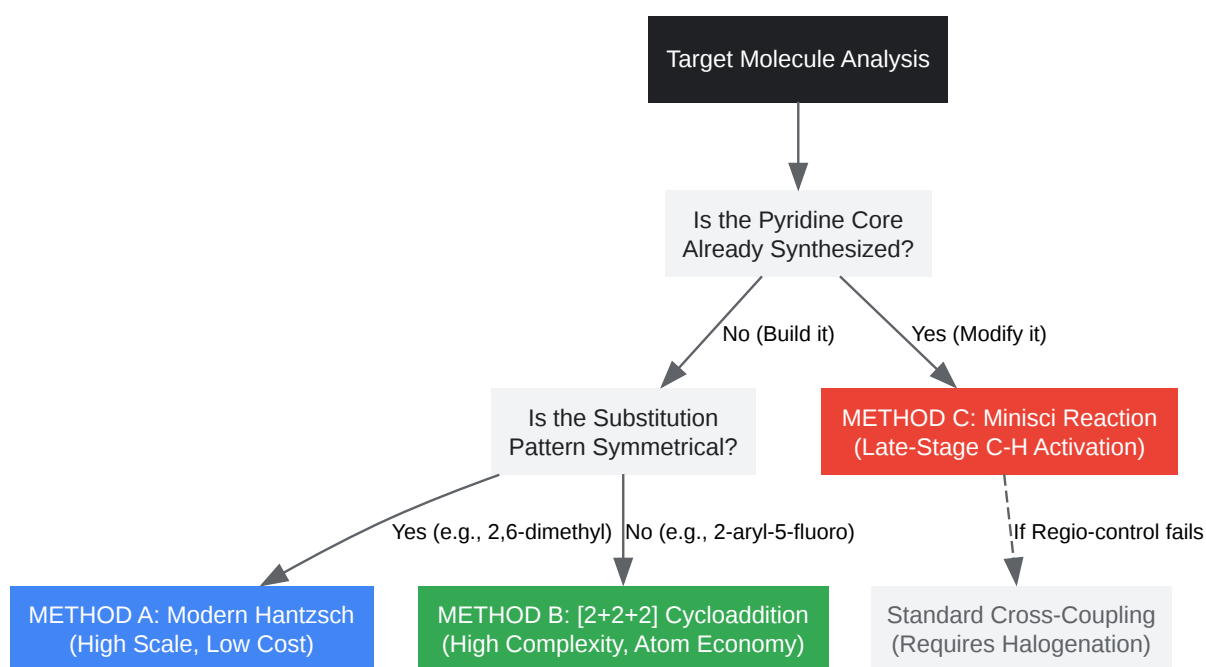 Target Molecule Analysis
Is the Pyridine Core
Already Synthesized?
No (Build it)
Yes (Modify it)
Is the Substitution
Pattern Symmetrical?
METHOD C: Minisci Reaction
(Late-Stage C-H Activation)
Yes (e.g., 2,6-dimethyl)
No (e.g., 2-aryl-5-fluoro)
If Regio-control fails
METHOD A: Modern Hantzsch
(High Scale, Low Cost)
METHOD B: [2+2+2] Cycloaddition
(High Complexity, Atom Economy)
Standard Cross-Coupling
(Requires Halogenation)